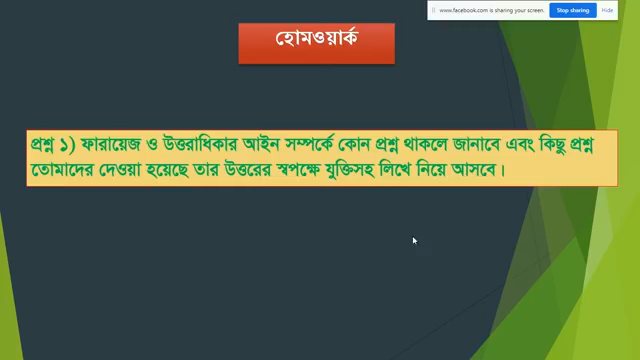 www.facebook.com is sharing your screen.
Stop sharing
Hide
হোমওয়ার্ক
প্রশ্ন ১) ফারায়েজ ও উত্তরাধিকার আইন সম্পর্কে কোন প্রশ্ন থাকলে জানাবে এবং কিছু প্রশ্ন
তোমাদের দেওয়া হয়েছে তার উত্তরের স্বপক্ষে যুক্তিসহ লিখে নিয়ে আসবে।